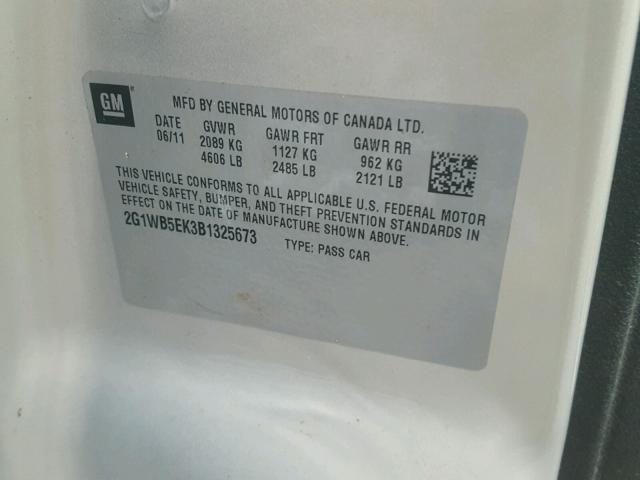 GM
MFD BY GENERAL MOTORS OF CANADA LTD.
DATE GVWR GAWR FRT GAWR RR
06/11 2089 KG 1127 KG 962 KG
4606 LB 2485 LB 2121 LB
THIS VEHICLE CONFORMS TO ALL APPLICABLE U.S. FEDERAL MOTOR
VEHICLE SAFETY, BUMPER, AND THEFT PREVENTION STANDARDS IN
EFFECT ON THE DATE OF MANUFACTURE SHOWN ABOVE.
2G1WB5EK3B1325673 TYPE: PASS CAR